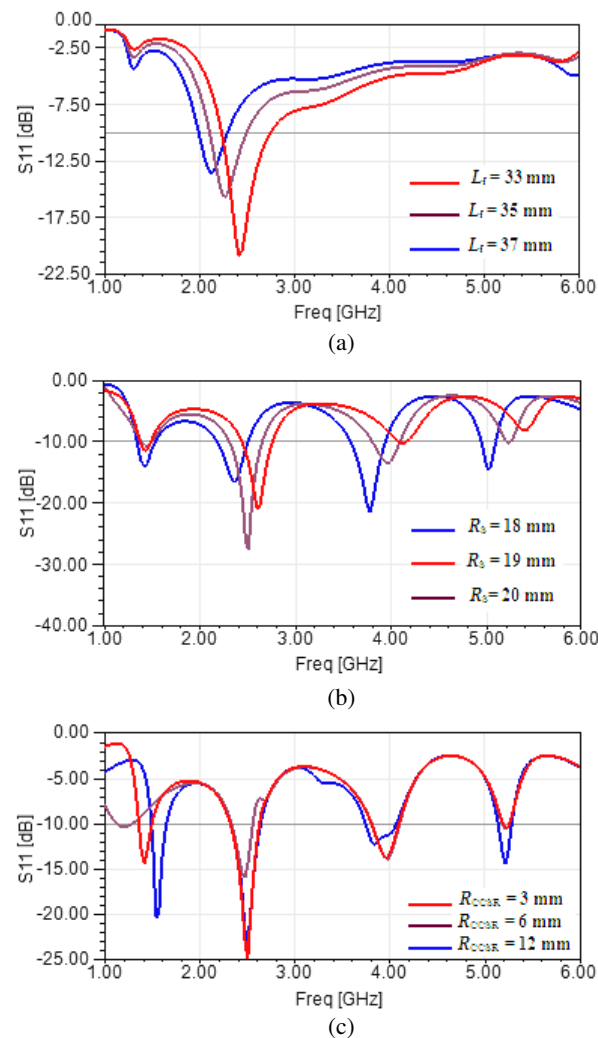 0.00
-2.50
-7.50
-12.50
-17.50
-22.50
S11 [dB]
Lf = 33 mm
Lf = 35 mm
Lf = 37 mm
1.00 2.00 3.00 4.00 5.00 6.00
Freq [GHz]
(a)
0.00
-10.00
-20.00
-30.00
-40.00
S11 [dB]
R3 = 18 mm
R3 = 19 mm
R3 = 20 mm
1.00 2.00 3.00 4.00 5.00 6.00
Freq [GHz]
(b)
0.00
-5.00
-10.00
-15.00
-20.00
-25.00
S11 [dB]
RCCSR = 3 mm
RCCSR = 6 mm
RCCSR = 12 mm
1.00 2.00 3.00 4.00 5.00 6.00
Freq [GHz]
(c)